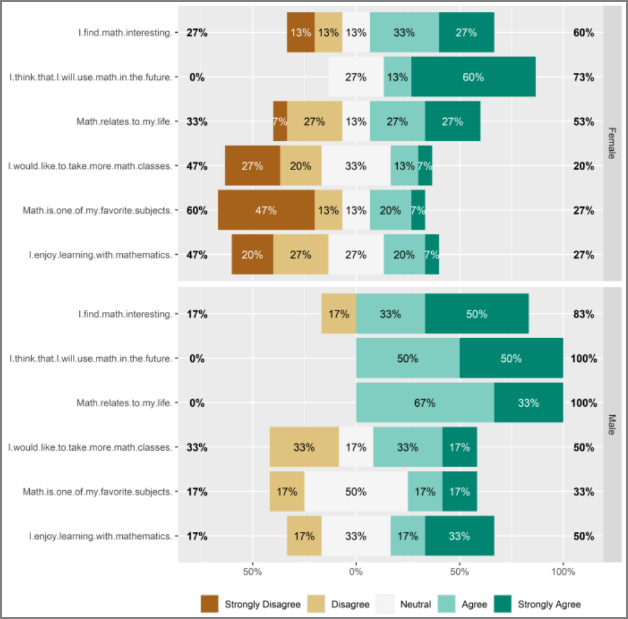 I.find.math.interesting. 27% 13% 13% 13% 33% 27% 60%
I.think.that.I.will.use.math.in.the.future. 0% 27% 13% 60% 73%
Math.relates.to.my.life. 33% 7% 27% 13% 27% 27% 53%
I.would.like.to.take.more.math.classes. 47% 27% 20% 33% 13% 7% 20%
Math.is.one.of.my.favorite.subjects. 60% 47% 13% 13% 20% 7% 27%
I.enjoy.learning.with.mathematics. 47% 20% 27% 27% 20% 7% 27%
Female
I.find.math.interesting. 17% 17% 33% 50% 83%
I.think.that.I.will.use.math.in.the.future. 0% 50% 50% 100%
Math.relates.to.my.life. 0% 67% 33% 100%
I.would.like.to.take.more.math.classes. 33% 33% 17% 33% 17% 50%
Math.is.one.of.my.favorite.subjects. 17% 17% 50% 17% 17% 33%
I.enjoy.learning.with.mathematics. 17% 17% 33% 17% 33% 50%
Male
50% 0% 50% 100%
Strongly Disagree Disagree Neutral Agree Strongly Agree